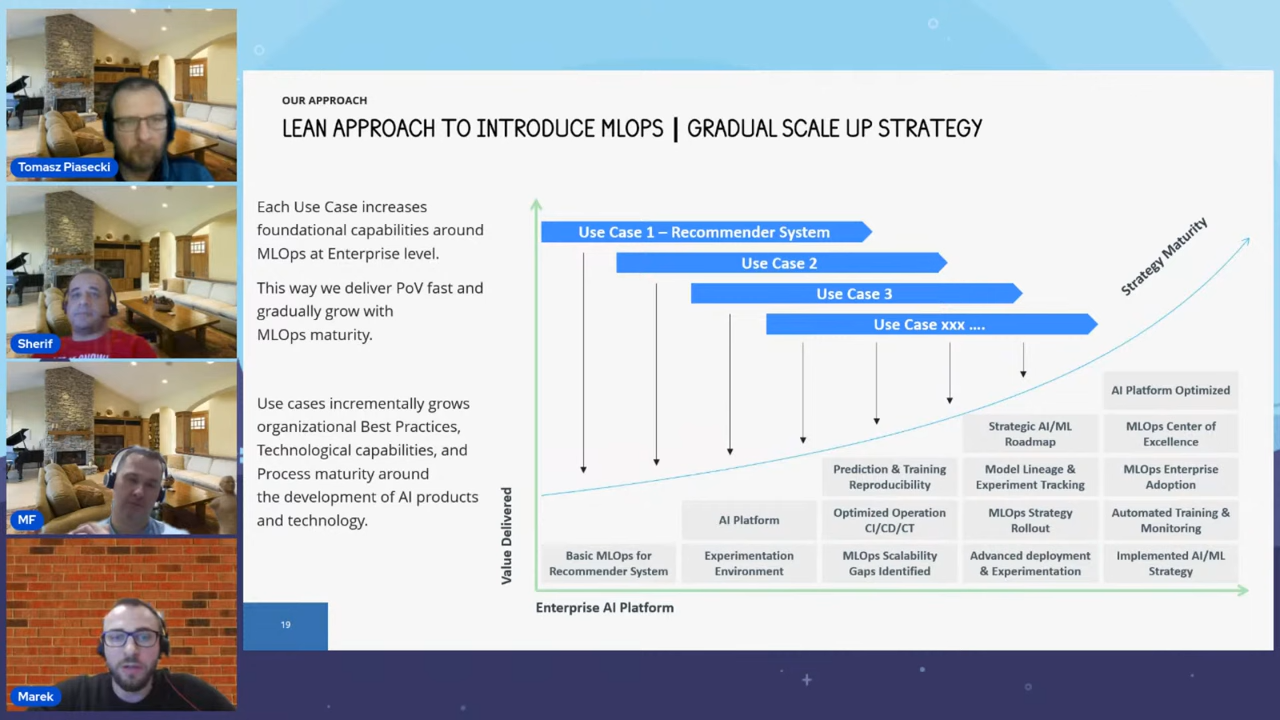 Tomasz Piasecki
Sherif
MF
Marek
OUR APPROACH
LEAN APPROACH TO INTRODUCE MLOPS | GRADUAL SCALE UP STRATEGY
Each Use Case increases
foundational capabilities around
MLOps at Enterprise level.
This way we deliver PoV fast and
gradually grow with
MLOps maturity.
Use cases incrementally grows
organizational Best Practices,
Technological capabilities, and
Process maturity around
the development of AI products
and technology.
19
Use Case 1 – Recommender System
Use Case 2
Use Case 3
Use Case xxx ....
Strategy Maturity
Value Delivered
Basic MLOps for
Recommender System
AI Platform
Experimentation
Environment
Prediction & Training
Reproducibility
Optimized Operation
CI/CD/CT
MLOps Scalability
Gaps Identified
Strategic AI/ML
Roadmap
Model Lineage &
Experiment Tracking
MLOps Strategy
Rollout
Advanced deployment
& Experimentation
AI Platform Optimized
MLOps Center of
Excellence
MLOps Enterprise
Adoption
Automated Training &
Monitoring
Implemented AI/ML
Strategy
Enterprise AI Platform